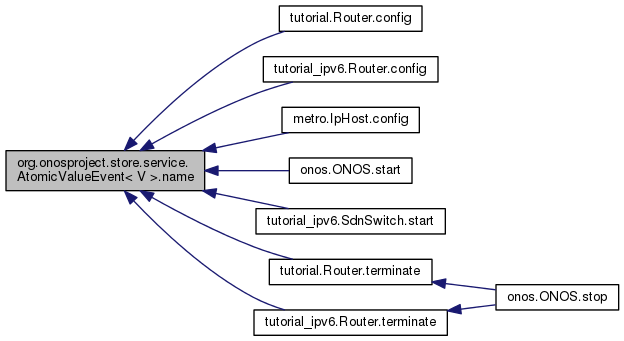 tutorial.Router.config
tutorial_ipv6.Router.config
metro.IpHost.config
org.onosproject.store.service.
AtomicValueEvent< V >.name
onos.ONOS.start
tutorial_ipv6.SdnSwitch.start
tutorial.Router.terminate
onos.ONOS.stop
tutorial_ipv6.Router.terminate